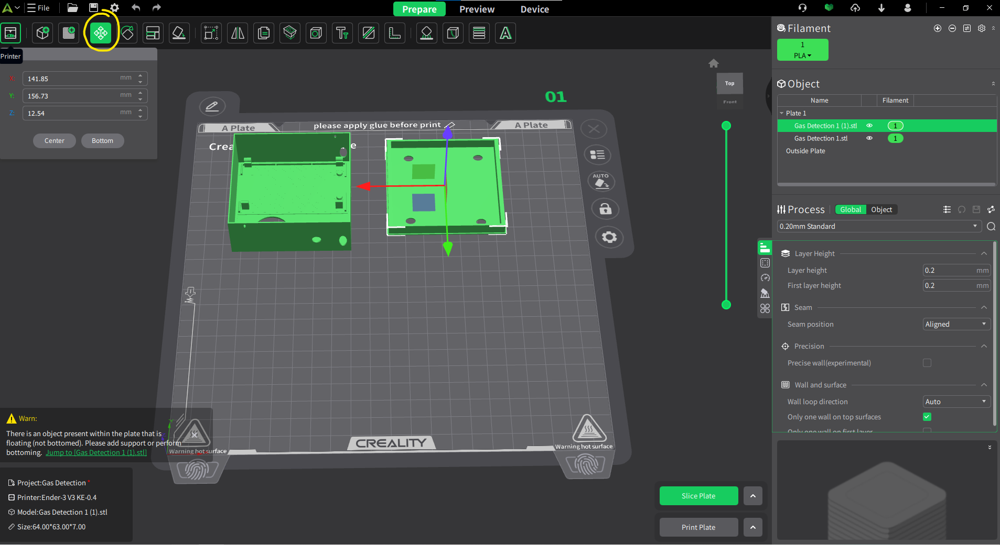 File
Prepare
Preview
Device
Printer
X:
141.85
mm
Y:
156.73
mm
Z:
12.54
mm
Center
Bottom
01
Top
Front
A Plate
please apply glue before print
A Plate
Crea
e
AUTO
CREALITY
Warning hot surface
Warning hot surface
Warn:
There is an object present within the plate that is
floating (not bottomed). Please add support or perform
bottoming. Jump to [Gas Detection 1 (1).stl]
Project:Gas Detection *
Printer:Ender-3 V3 KE-0.4
Model:Gas Detection 1 (1).stl
Size:64.00*63.00*7.00
Slice Plate
Print Plate
Filament
1
PLA
Object
Name
Filament
Plate 1
Gas Detection 1 (1).stl
1
Gas Detection 1.stl
1
Outside Plate
Process
Global
Object
0.20mm Standard
Layer Height
Layer height
0.2
mm
First layer height
0.2
mm
Seam
Seam position
Aligned
Precision
Precise wall(experimental)
Wall and surface
Wall loop direction
Auto
Only one wall on top surfaces
Only one wall on first layer